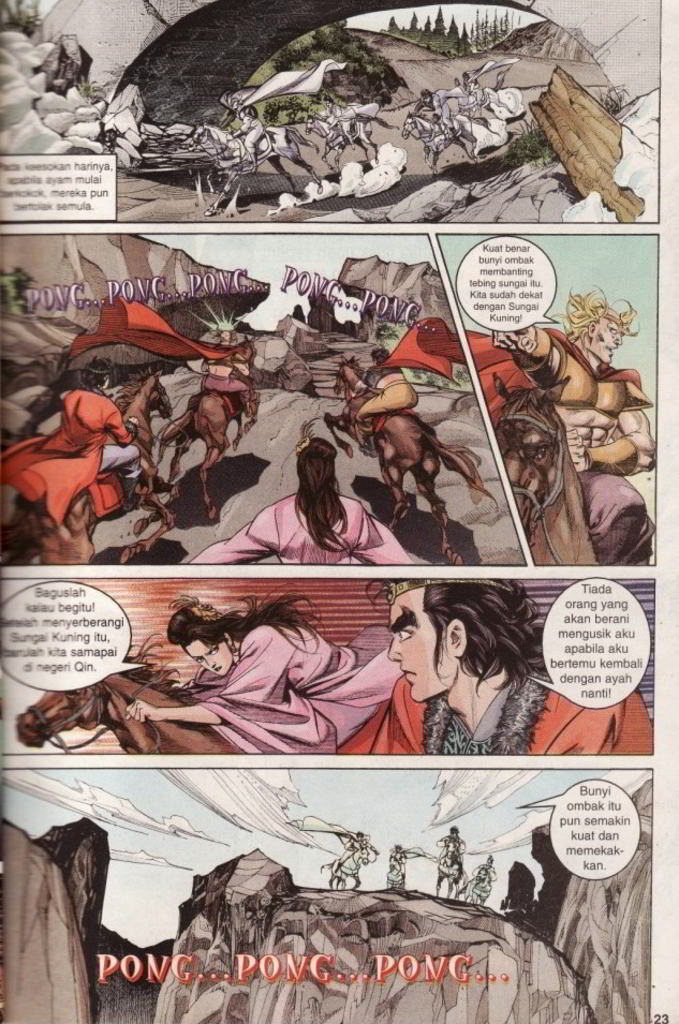 Pada keesokan harinya,
apabila ayam mulai
berkokok, mereka pun
bertolak semula.
PONG...PONG...PONG... PONG...PONG...
Kuat benar
bunyi ombak
membanting
tebing sungai itu.
Kita sudah dekat
dengan Sungai
Kuning!
Baguslah
kalau begitu!
Selepas menyerberangi
Sungai Kuning itu,
barulah kita samapai
di negeri Qin.
Tiada
orang yang
akan berani
mengusik aku
apabila aku
bertemu kembali
dengan ayah
nanti!
Bunyi
ombak itu
pun semakin
kuat dan
memekak-
kan.
PONG...PONG...PONG...
23